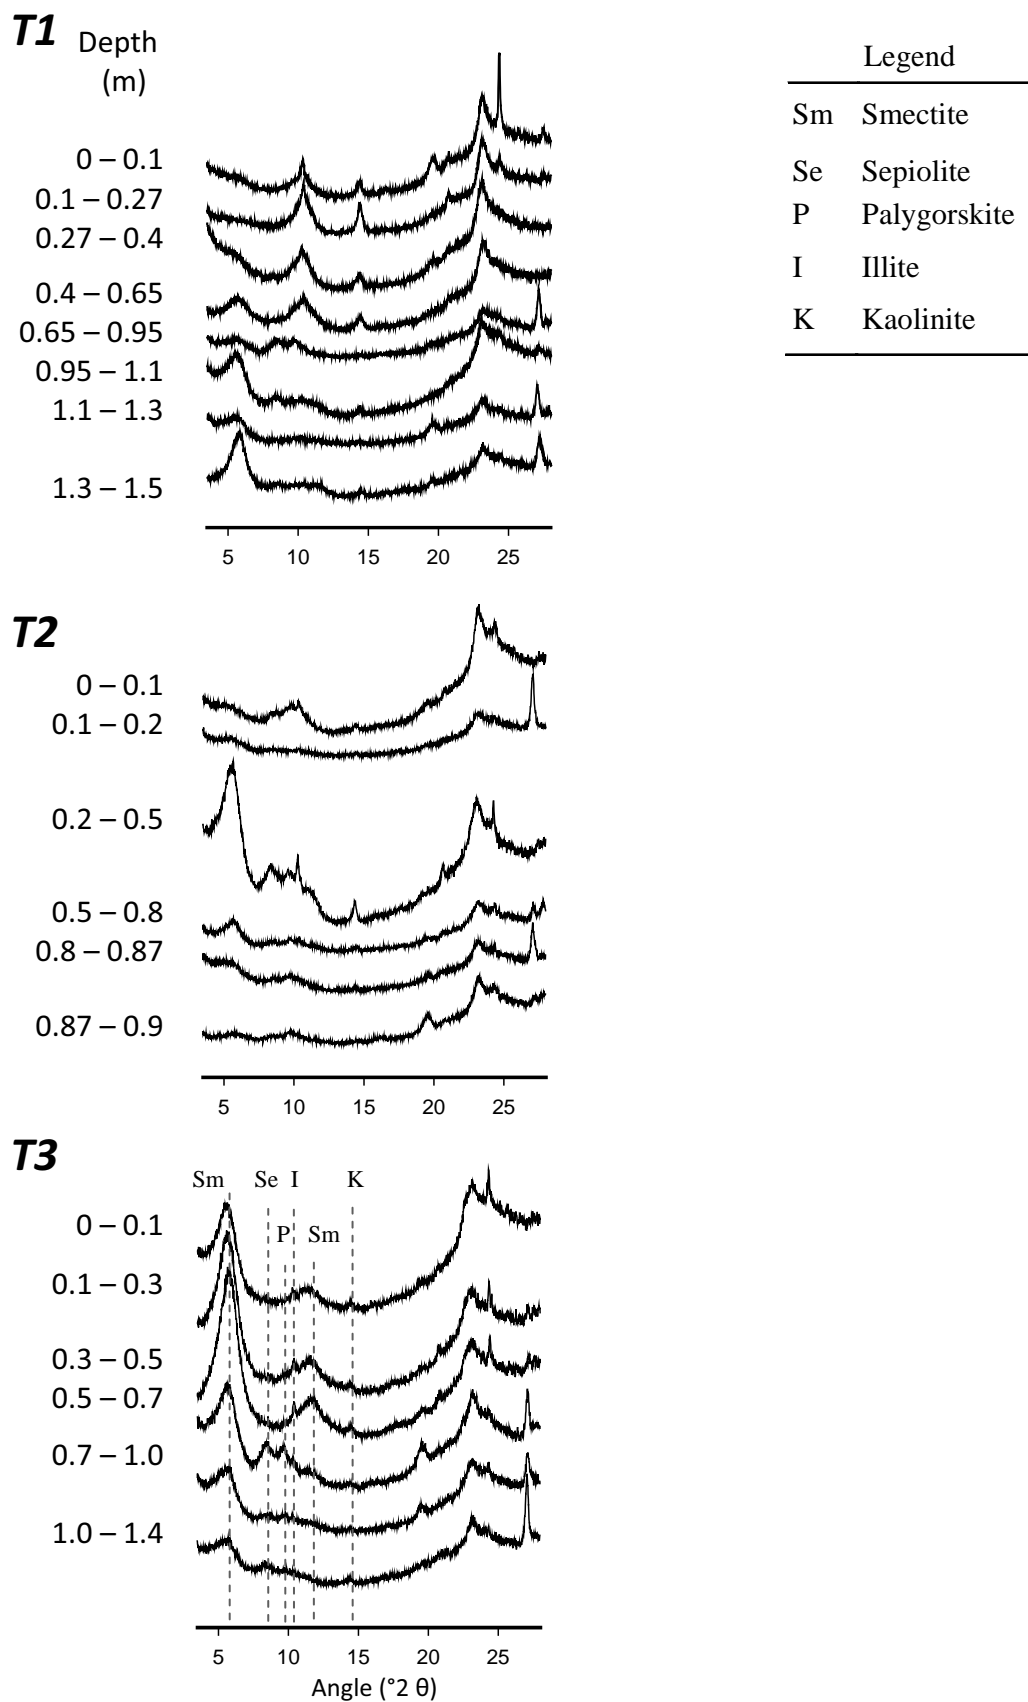 T1 Depth
(m)
0 – 0.1
0.1 – 0.27
0.27 – 0.4
0.4 – 0.65
0.65 – 0.95
0.95 – 1.1
1.1 – 1.3
1.3 – 1.5
5 10 15 20 25
Legend
Sm Smectite
Se Sepiolite
P Palygorskite
I Illite
K Kaolinite
T2
0 – 0.1
0.1 – 0.2
0.2 – 0.5
0.5 – 0.8
0.8 – 0.87
0.87 – 0.9
5 10 15 20 25
T3
Sm Se I K
P Sm
0 – 0.1
0.1 – 0.3
0.3 – 0.5
0.5 – 0.7
0.7 – 1.0
1.0 – 1.4
5 10 15 20 25
Angle (°2 θ)